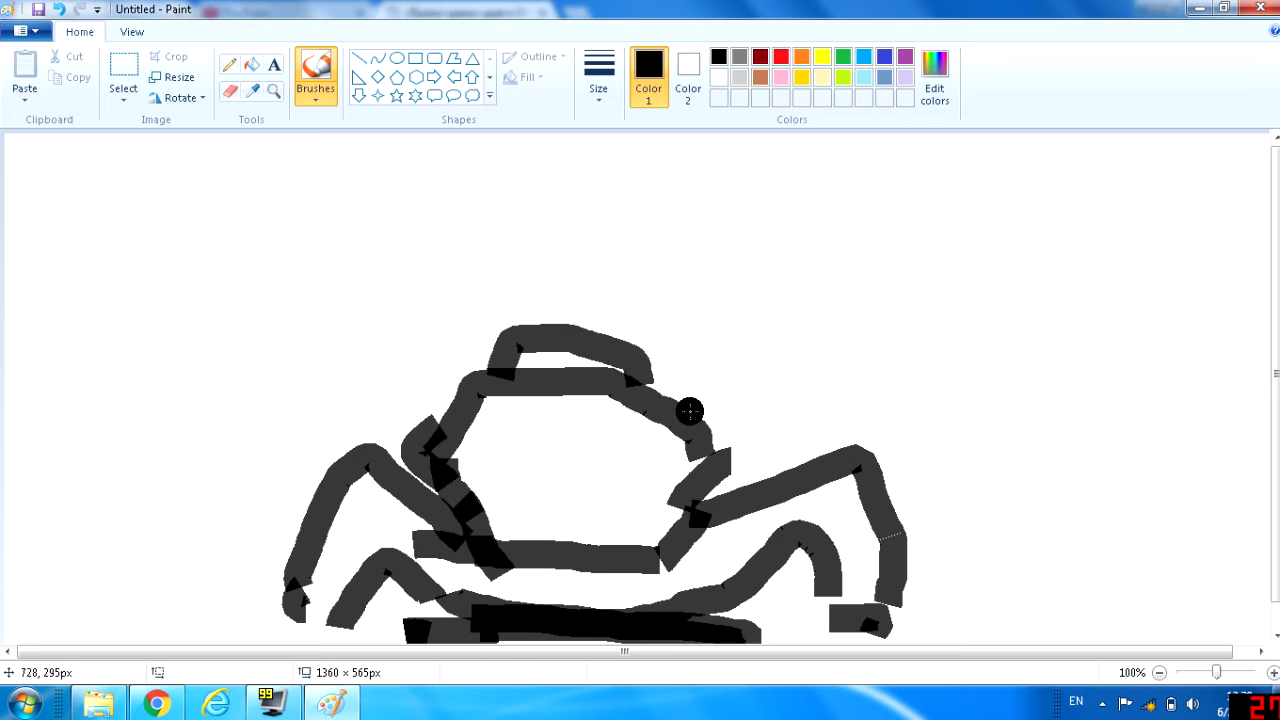 Untitled - Paint
Home View
Paste
Cut
Copy
Clipboard
Select
Crop
Resize
Rotate
Image
Tools
Brushes
Shapes
Outline
Fill
Size
Color 1
Color 2
Colors
Edit colors
728, 295px
1360 × 565px
100%
99
EN